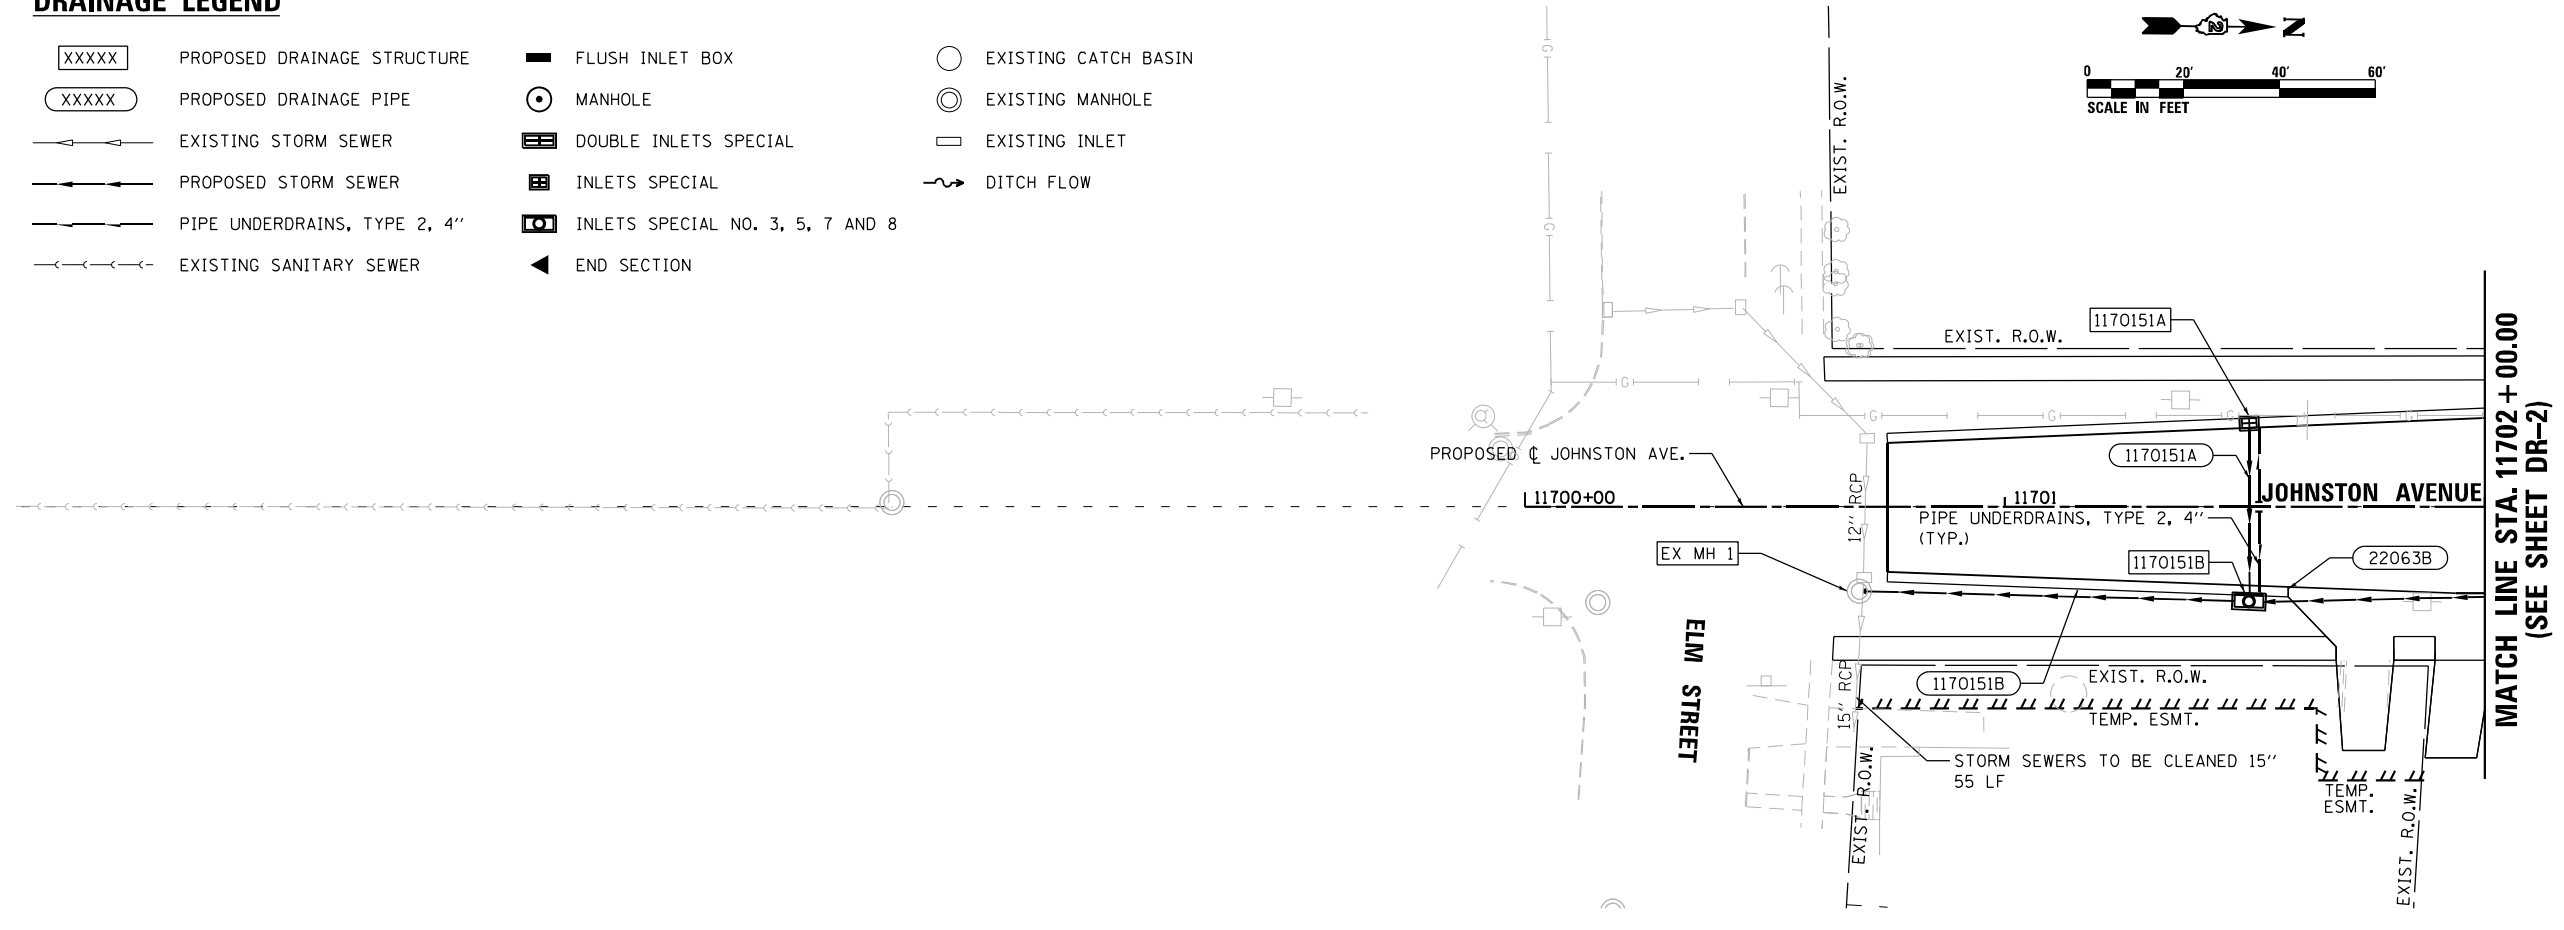 DRAINAGE LEGEND
XXXXX PROPOSED DRAINAGE STRUCTURE
XXXXX PROPOSED DRAINAGE PIPE
EXISTING STORM SEWER
PROPOSED STORM SEWER
PIPE UNDERDRAINS, TYPE 2, 4''
EXISTING SANITARY SEWER
FLUSH INLET BOX
MANHOLE
DOUBLE INLETS SPECIAL
INLETS SPECIAL
INLETS SPECIAL NO. 3, 5, 7 AND 8
END SECTION
EXISTING CATCH BASIN
EXISTING MANHOLE
EXISTING INLET
DITCH FLOW
N
2
0 20' 40' 60'
SCALE IN FEET
G
G
EXIST. R.O.W.
EXIST. R.O.W.
1170151A
G
G
G
G
G
PROPOSED ℄ JOHNSTON AVE.
1170151A
11700+00
11701
JOHNSTON AVENUE
12'' RCP
PIPE UNDERDRAINS, TYPE 2, 4''
(TYP.)
EX MH 1
1170151B
22063B
MATCH LINE STA. 11702+00.00
(SEE SHEET DR-2)
ELM STREET
15'' RCP
1170151B
EXIST. R.O.W.
TEMP. ESMT.
STORM SEWERS TO BE CLEANED 15''
55 LF
EXIST. R.O.W.
TEMP.
ESMT.
EXIST. R.O.W.